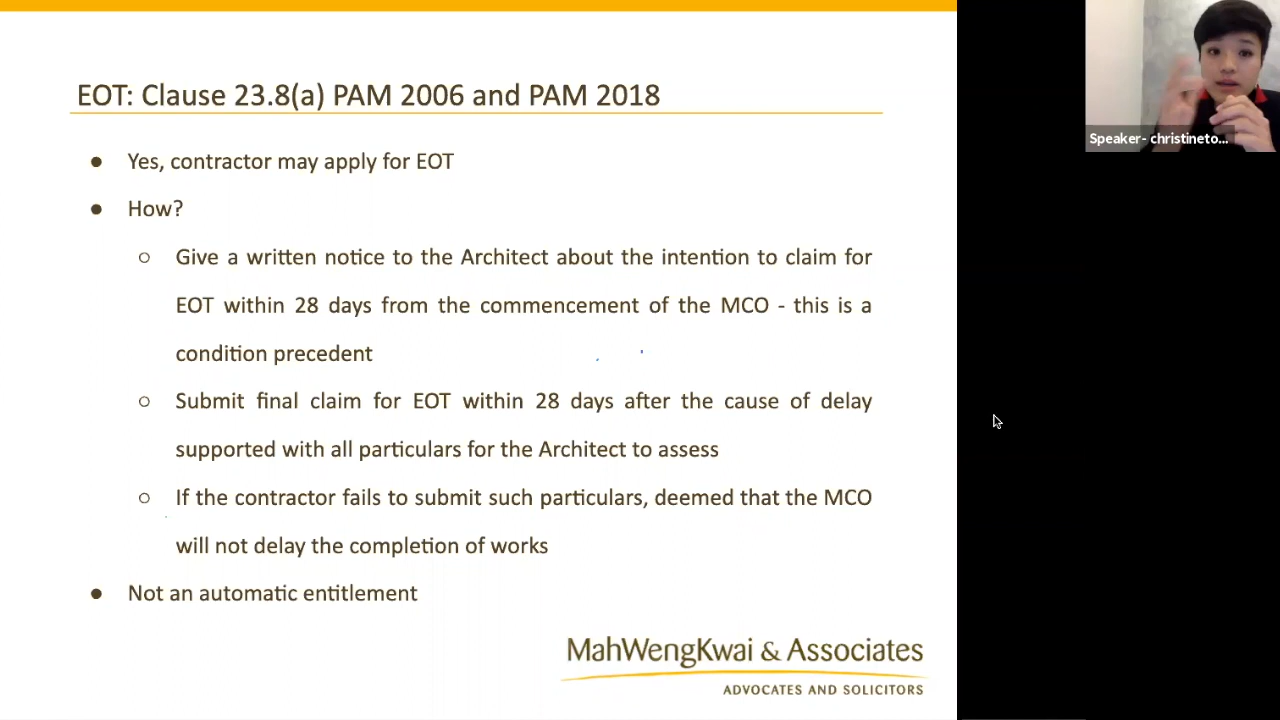 EOT: Clause 23.8(a) PAM 2006 and PAM 2018
● Yes, contractor may apply for EOT
● How?
○ Give a written notice to the Architect about the intention to claim for
EOT within 28 days from the commencement of the MCO - this is a
condition precedent
○ Submit final claim for EOT within 28 days after the cause of delay
supported with all particulars for the Architect to assess
○ If the contractor fails to submit such particulars, deemed that the MCO
will not delay the completion of works
● Not an automatic entitlement
MahWengKwai & Associates
ADVOCATES AND SOLICITORS
Speaker- christineto...